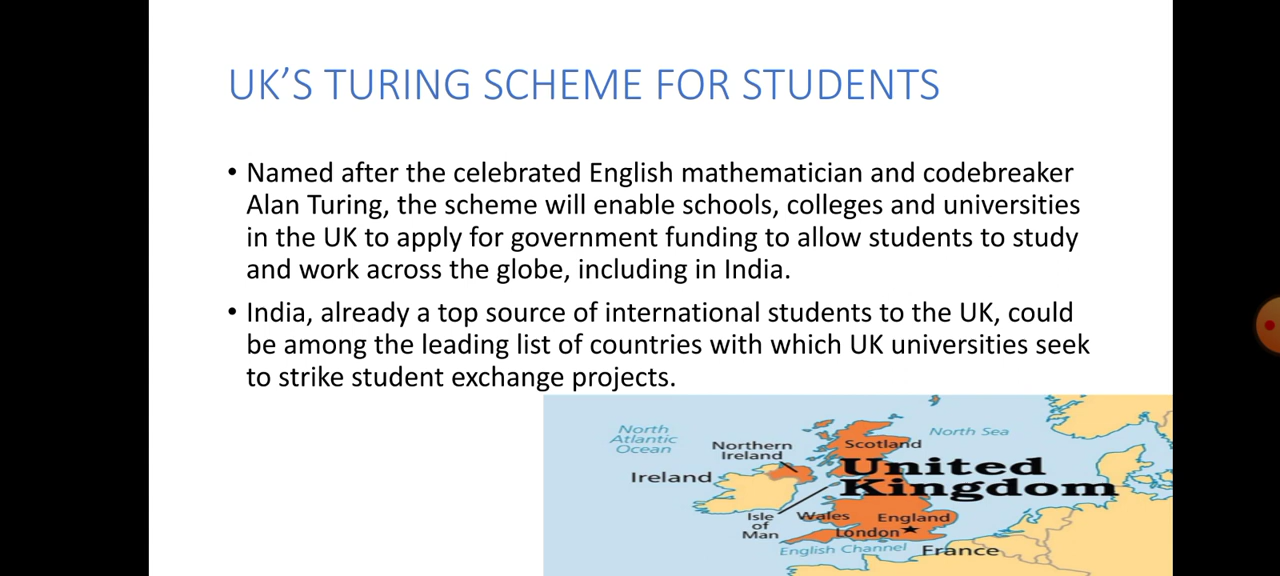 UK’S TURING SCHEME FOR STUDENTS
• Named after the celebrated English mathematician and codebreaker
Alan Turing, the scheme will enable schools, colleges and universities
in the UK to apply for government funding to allow students to study
and work across the globe, including in India.
• India, already a top source of international students to the UK, could
be among the leading list of countries with which UK universities seek
to strike student exchange projects.
North
Atlantic
Ocean
Northern
Ireland
Scotland
North Sea
Ireland
United
Kingdom
Isle
of
Man
Wales
England
London
English Channel
France